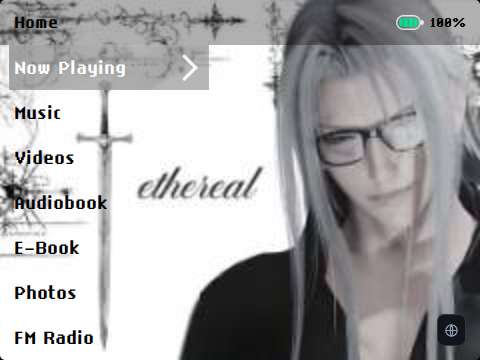 Home
100%
Now Playing
Music
Videos
ethereal
Audiobook
E-Book
Photos
FM Radio